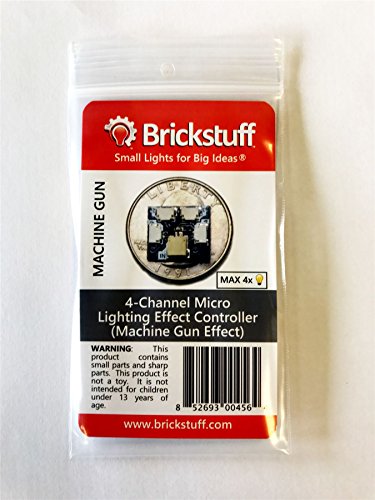 Brickstuff
Small Lights for Big Ideas®
MACHINE GUN
LIBERTY
IN
1991
MAX 4x
4-Channel Micro
Lighting Effect Controller
(Machine Gun Effect)
WARNING: This
product contains
small parts and sharp
parts. This product is
not a toy. It is not
intended for children
under 13 years of
age.
8 52693 00456
www.brickstuff.com